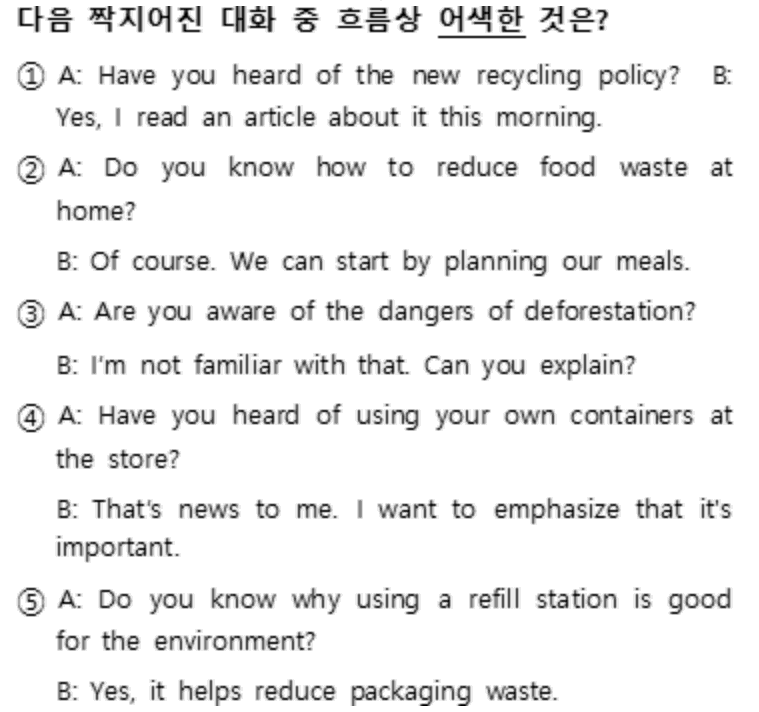 다음 짝지어진 대화 중 흐름상 어색한 것은?
① A: Have you heard of the new recycling policy? B:
Yes, I read an article about it this morning.
② A: Do you know how to reduce food waste at
home?
B: Of course. We can start by planning our meals.
③ A: Are you aware of the dangers of deforestation?
B: I'm not familiar with that. Can you explain?
④ A: Have you heard of using your own containers at
the store?
B: That's news to me. I want to emphasize that it's
important.
⑤ A: Do you know why using a refill station is good
for the environment?
B: Yes, it helps reduce packaging waste.